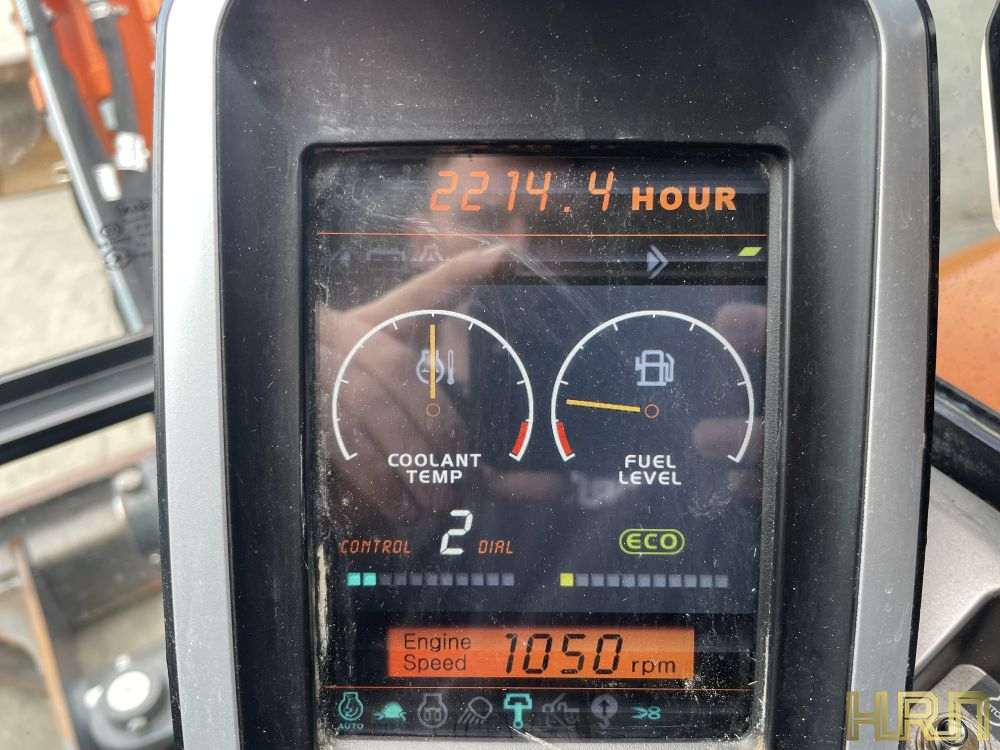 2214.4 HOUR
COOLANT
TEMP
FUEL
LEVEL
CONTROL 2 DIAL
ECO
Engine
Speed 1050 rpm
AUTO
HRN